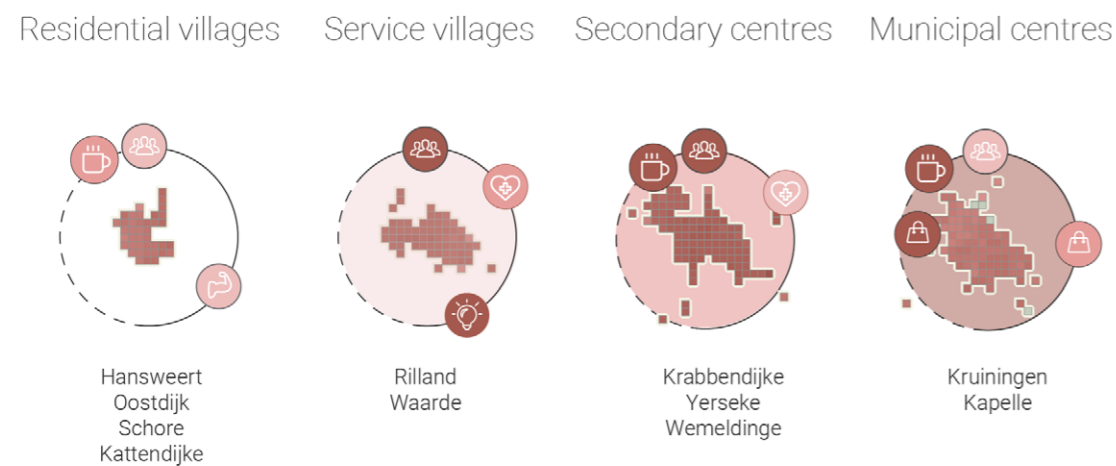 Residential villages
Service villages
Secondary centres
Municipal centres
Hansweert
Oostdijk
Schore
Kattendijke
Rilland
Waarde
Krabbendijke
Yerseke
Wemeldinge
Kruiningen
Kapelle